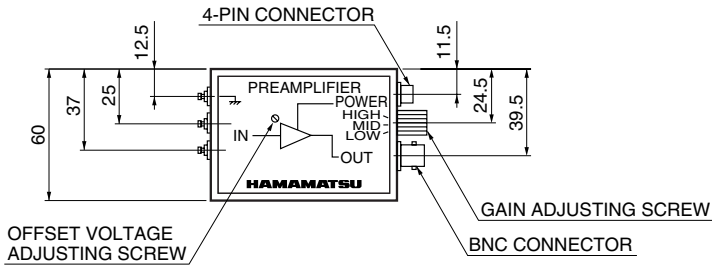 4-PIN CONNECTOR
12.5
37
25
60
11.5
24.5
39.5
PREAMPLIFIER
POWER
HIGH
MID
LOW
IN
OUT
HAMAMATSU
OFFSET VOLTAGE
ADJUSTING SCREW
GAIN ADJUSTING SCREW
BNC CONNECTOR